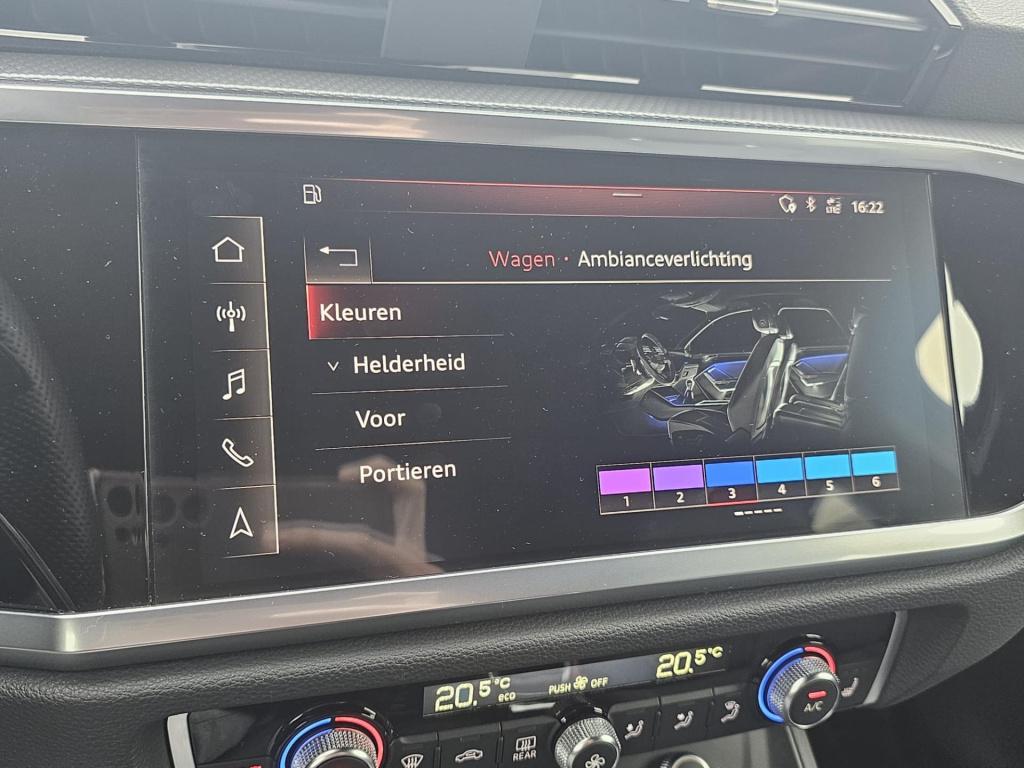 LTE 16:22
Wagen · Ambianceverlichting
Kleuren
Helderheid
Voor
Portieren
1 2 3 4 5 6
20.5°C eco PUSH OFF 20.5°C
A/C
REAR